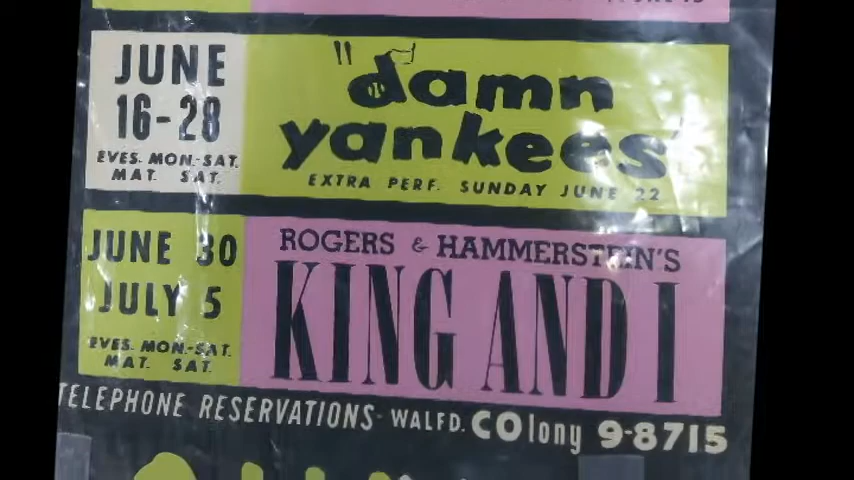 JUNE
16-28
EVES. MON.-SAT.
MAT. SAT.
"damn
yankees"
EXTRA PERF. SUNDAY JUNE 22
JUNE 30
JULY 5
EVES. MON.-SAT.
MAT. SAT.
ROGERS & HAMMERSTEIN'S
KING AND I
TELEPHONE RESERVATIONS- WALFD. COlony 9-8715